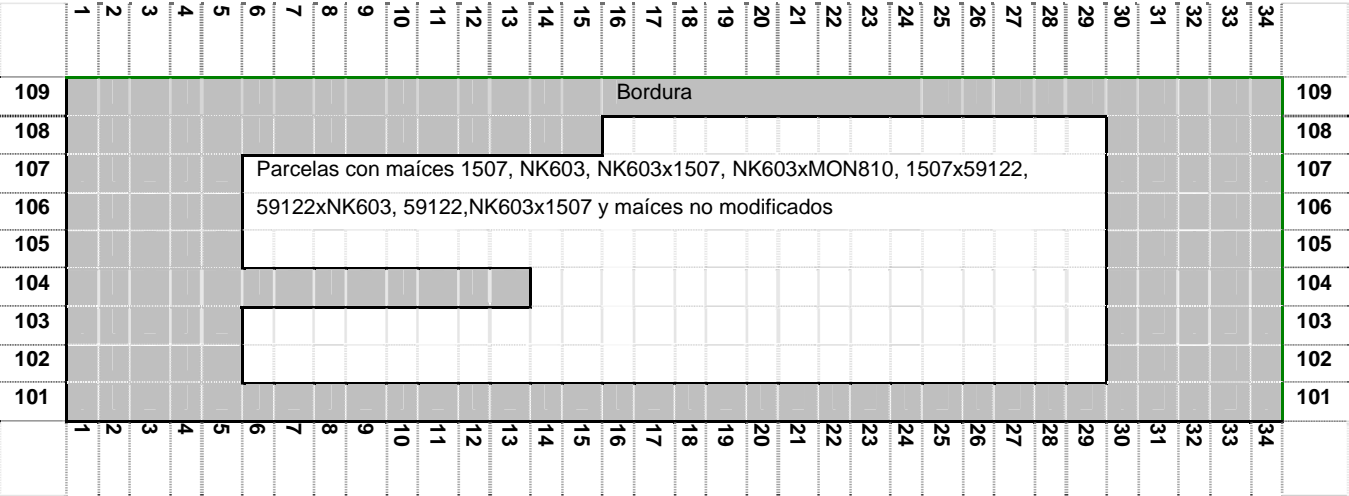 1 2 3 4 5 6 7 8 9 10 11 12 13 14 15 16 17 18 19 20 21 22 23 24 25 26 27 28 29 30 31 32 33 34
109 Bordura 109
108 108
107 Parcelas con maíces 1507, NK603, NK603x1507, NK603xMON810, 1507x59122, 107
106 59122xNK603, 59122,NK603x1507 y maíces no modificados 106
105 105
104 104
103 103
102 102
101 101
1 2 3 4 5 6 7 8 9 10 11 12 13 14 15 16 17 18 19 20 21 22 23 24 25 26 27 28 29 30 31 32 33 34